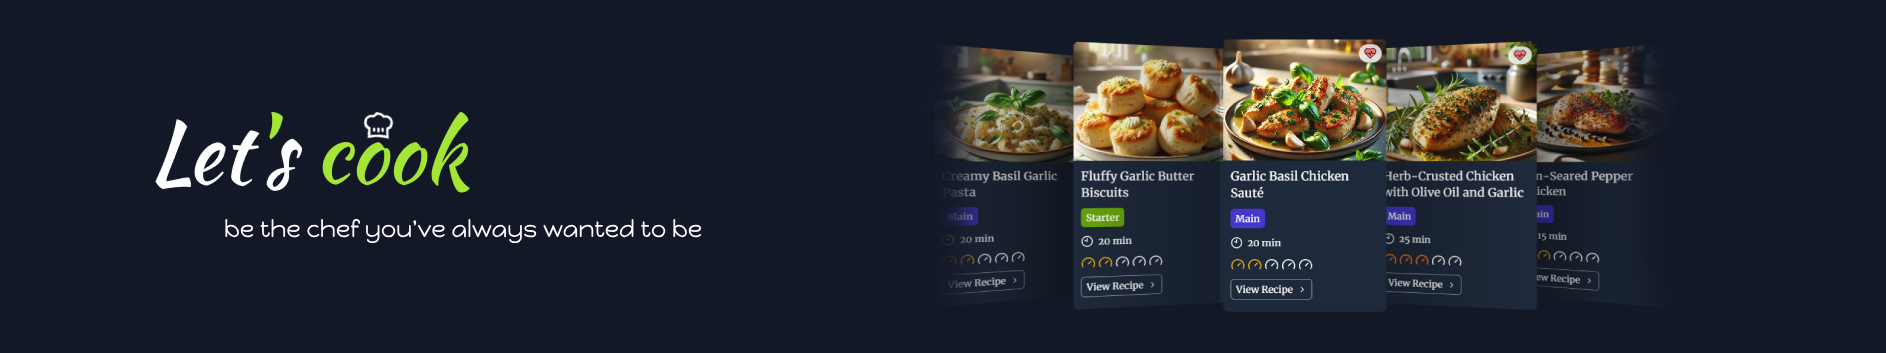 Let's cook
be the chef you've always wanted to be
Creamy Basil Garlic
Pasta
Main
20 min
View Recipe
Fluffy Garlic Butter
Biscuits
Starter
20 min
View Recipe
Garlic Basil Chicken
Sauté
Main
20 min
View Recipe
Herb-Crusted Chicken
with Olive Oil and Garlic
Main
25 min
View Recipe
n-Seared Pepper
icken
ain
15 min
ew Recipe